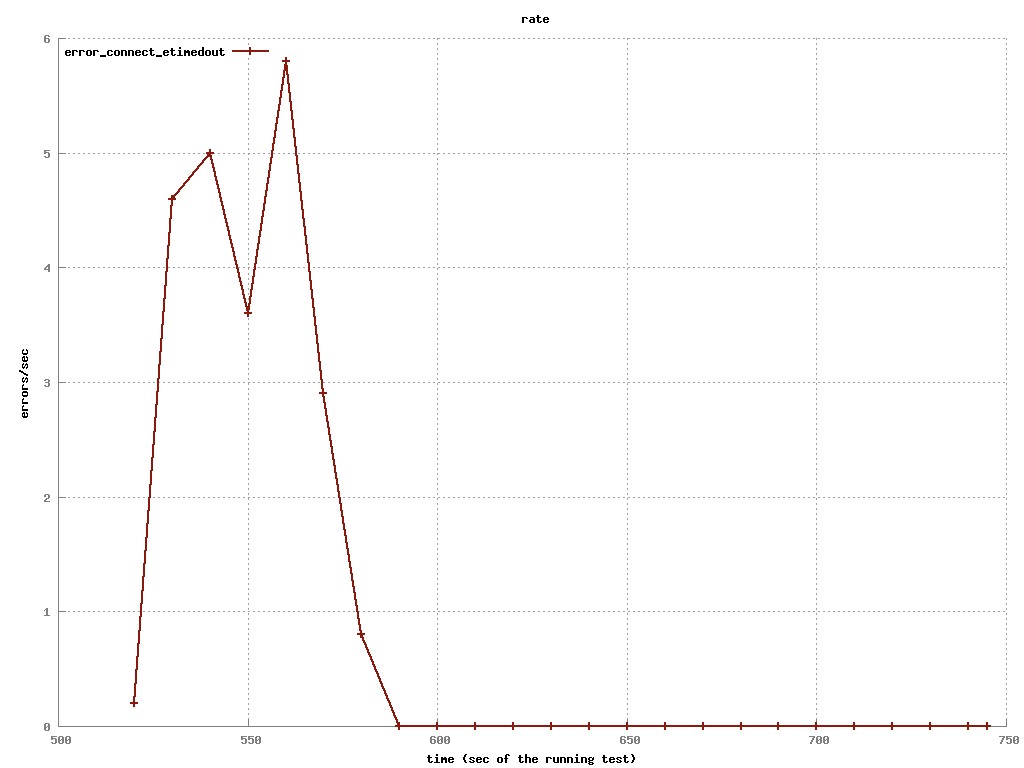 rate
error_connect_etimedout
6
5
4
3
2
1
0
errors/sec
500 550 600 650 700 750
time (sec of the running test)